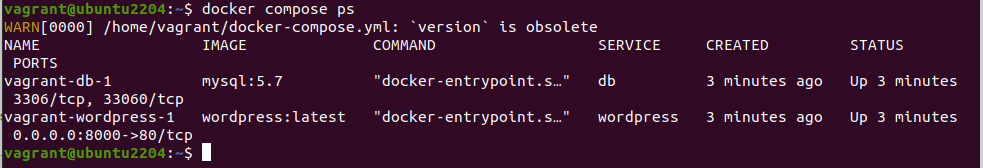 vagrant@ubuntu2204:~$ docker compose ps
WARN[0000] /home/vagrant/docker-compose.yml: `version` is obsolete
NAME IMAGE COMMAND SERVICE CREATED STATUS
PORTS
vagrant-db-1 mysql:5.7 "docker-entrypoint.s…" db 3 minutes ago Up 3 minutes
3306/tcp, 33060/tcp
vagrant-wordpress-1 wordpress:latest "docker-entrypoint.s…" wordpress 3 minutes ago Up 3 minutes
0.0.0.0:8000->80/tcp
vagrant@ubuntu2204:~$